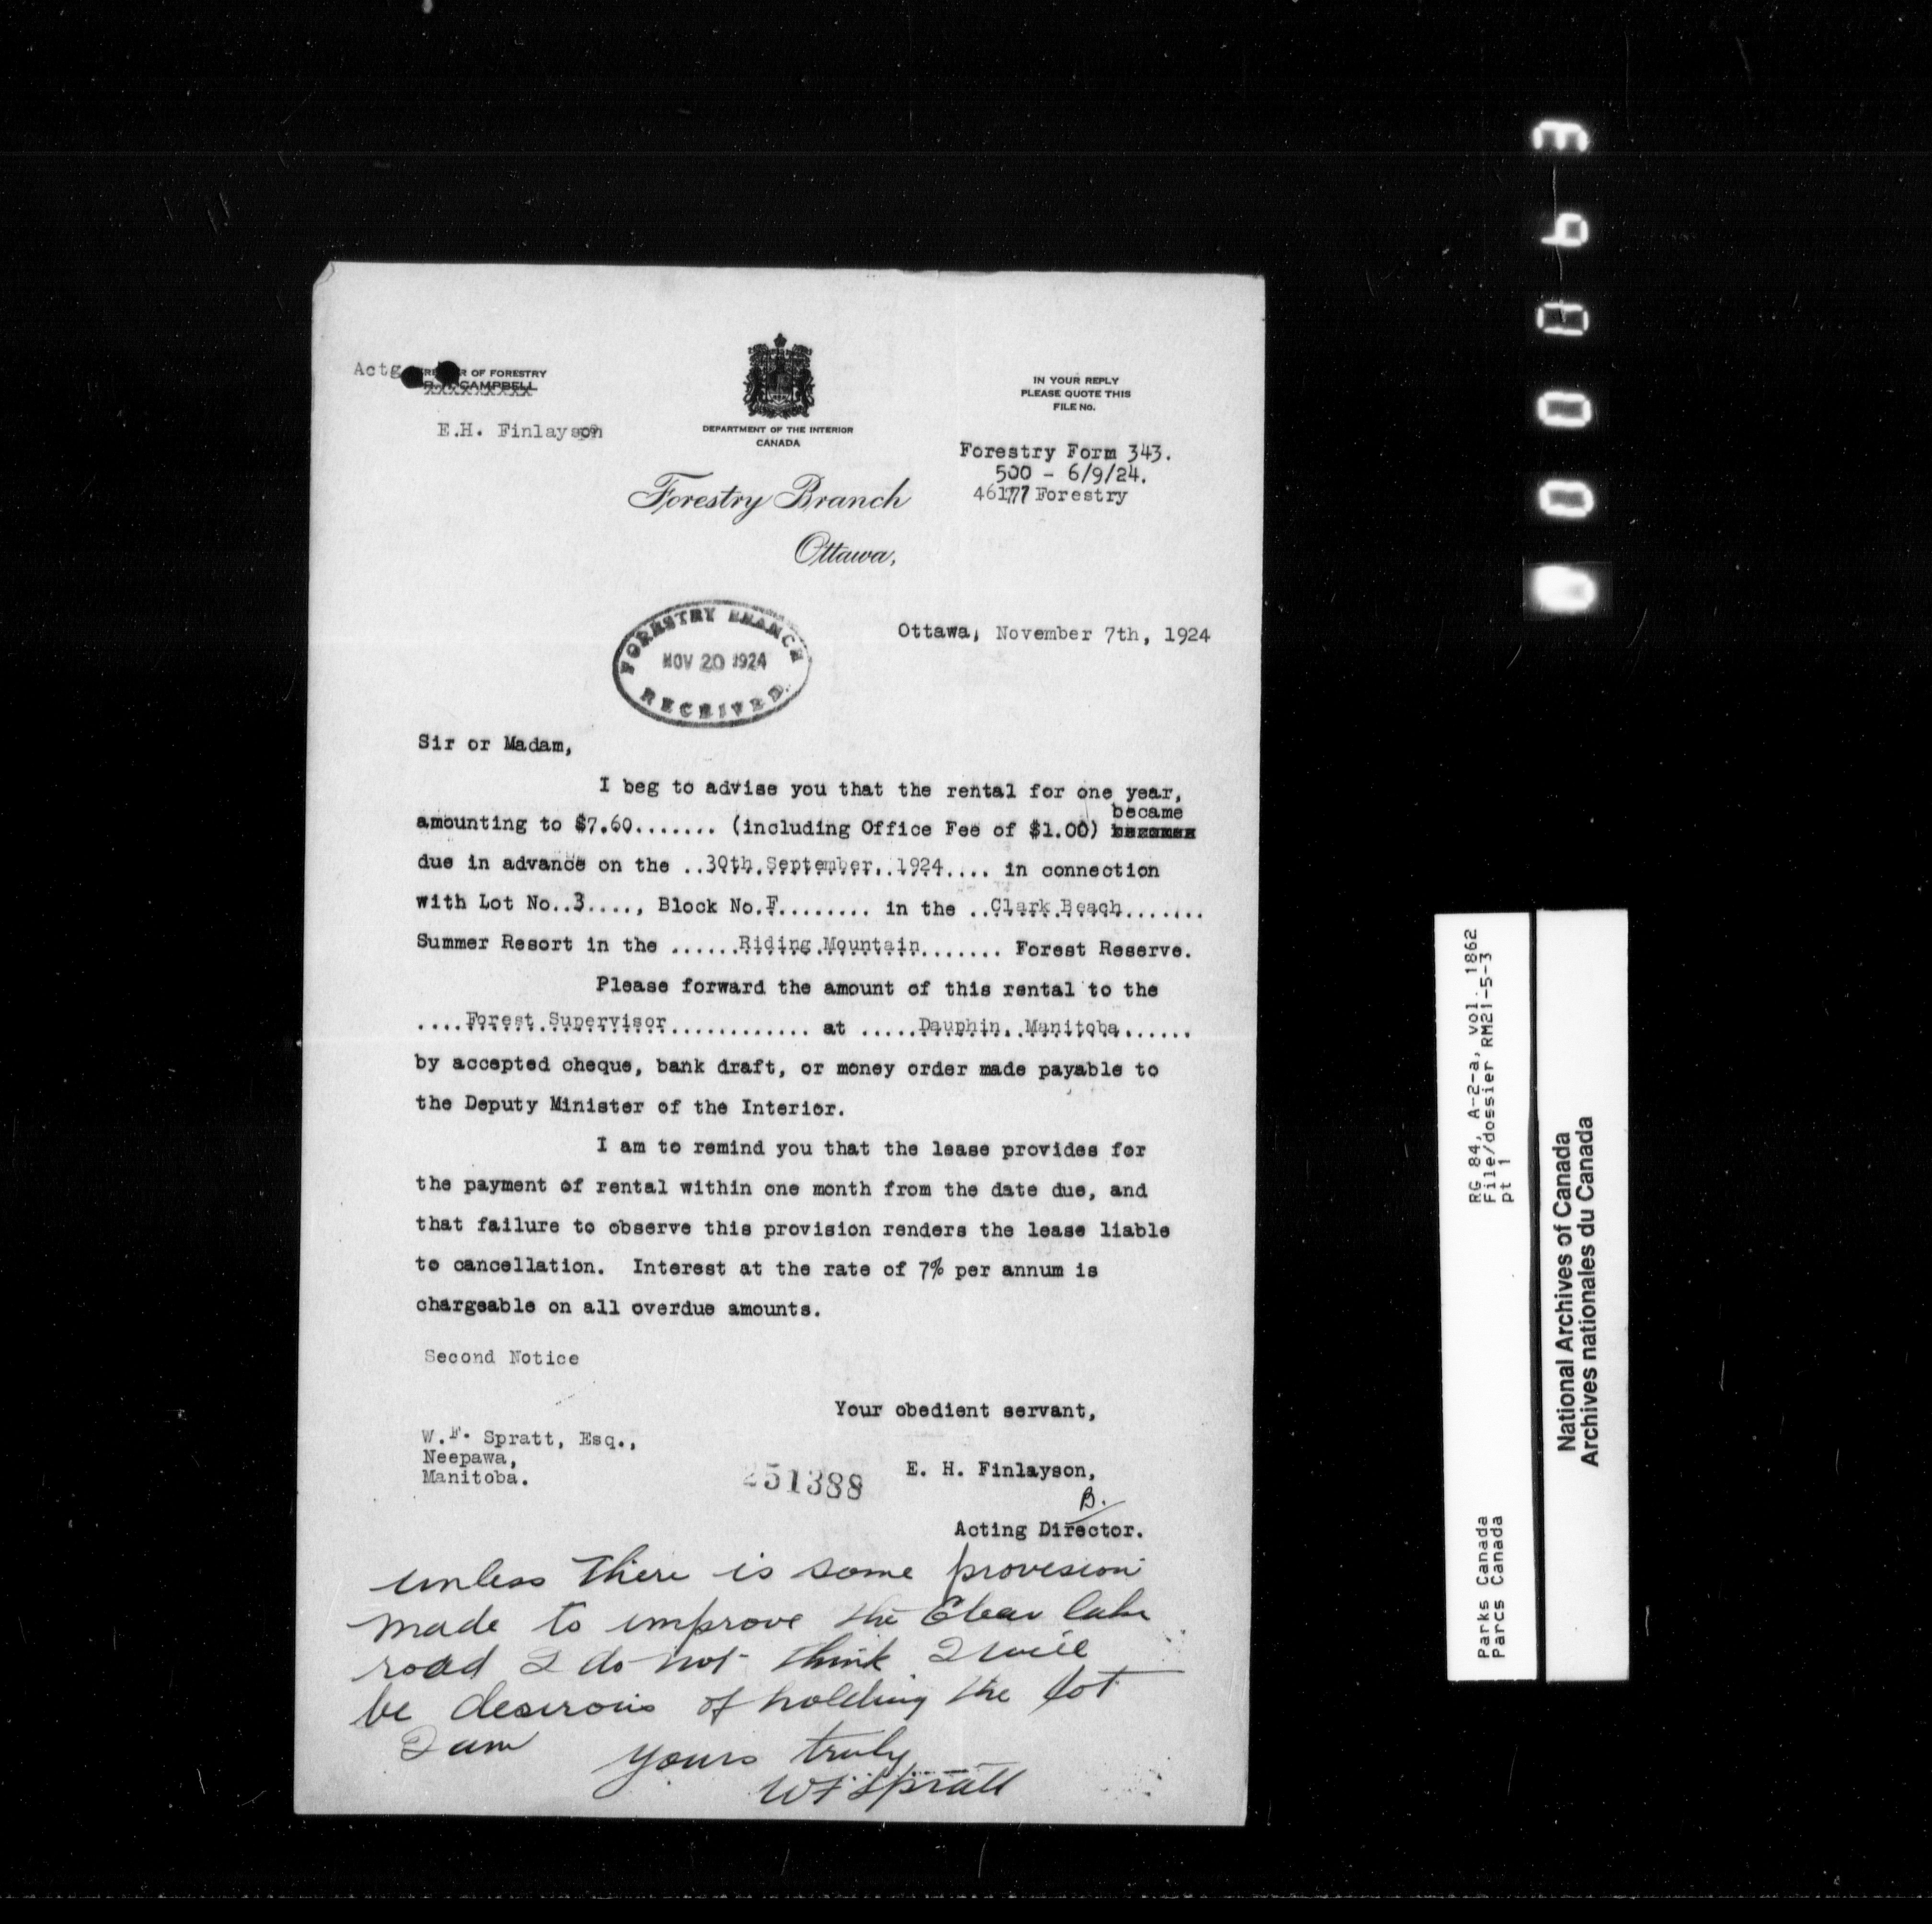 Actg. DIRECTOR OF FORESTRY
R. H. CAMPBELL
E.H. Finlayson
DEPARTMENT OF THE INTERIOR
CANADA
IN YOUR REPLY
PLEASE QUOTE THIS
FILE No.
Forestry Form 343.
500 - 6/9/24.
46177 Forestry
Forestry Branch
Ottawa,
FORESTRY BRANCH
NOV 20 1924
RECEIVED.
Ottawa, November 7th, 1924
Sir or Madam,
I beg to advise you that the rental for one year,
became
amounting to $7.60....... (including Office Fee of $1.00) becomes
due in advance on the ..30th September, 1924.... in connection
with Lot No..3...., Block No.F......... in the ..Clark Beach.......
Summer Resort in the ......Riding Mountain....... Forest Reserve.
Please forward the amount of this rental to the
....Forest Supervisor............. at .....Dauphin, Manitoba......
by accepted cheque, bank draft, or money order made payable to
the Deputy Minister of the Interior.
I am to remind you that the lease provides for
the payment of rental within one month from the date due, and
that failure to observe this provision renders the lease liable
to cancellation. Interest at the rate of 7% per annum is
chargeable on all overdue amounts.
Second Notice
Your obedient servant,
W.F. Spratt, Esq.,
Neepawa,
Manitoba.
251388
E. H. Finlayson,
B.
Acting Director.
unless there is some provision
made to improve the Clear lake
road I do not think I will
be desirous of holding the lot
I am yours truly
WF Spratt
0000963
RG 84, A-2-a, vol. 1862
File/dossier RM21-5-3
pt 1
Parks Canada
Parcs Canada
National Archives of Canada
Archives nationales du Canada